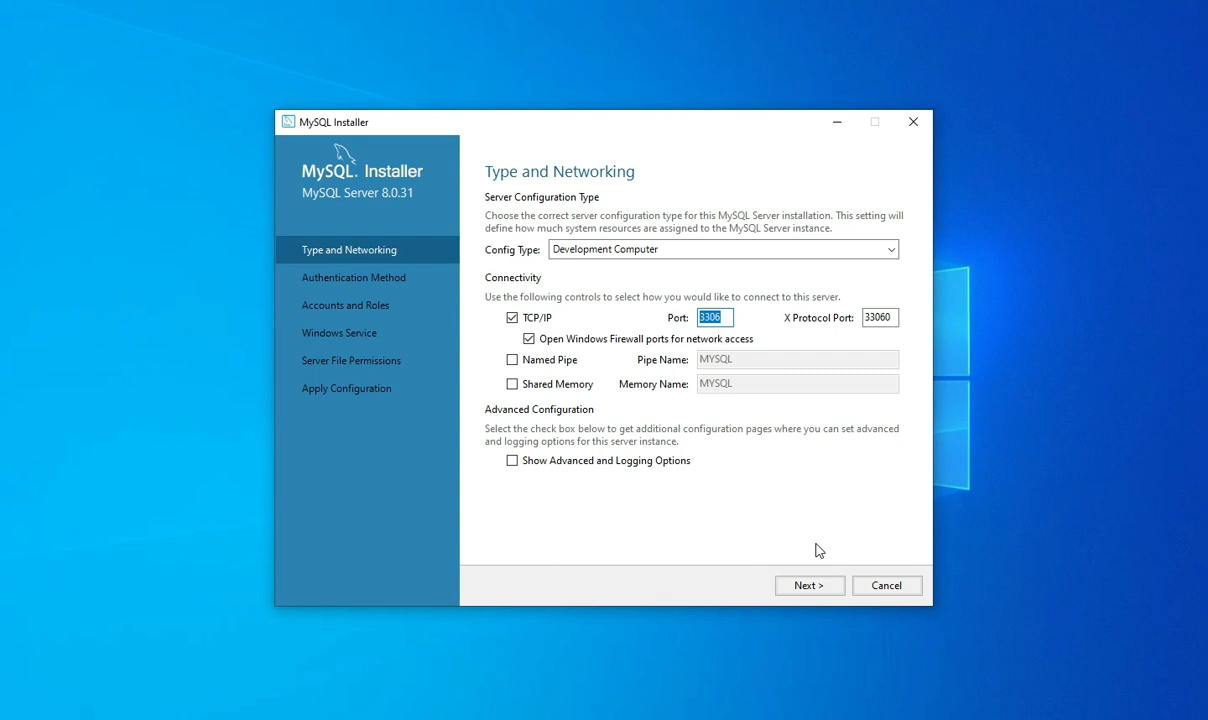 MySQL Installer
MySQL. Installer
MySQL Server 8.0.31
Type and Networking
Authentication Method
Accounts and Roles
Windows Service
Server File Permissions
Apply Configuration
Type and Networking
Server Configuration Type
Choose the correct server configuration type for this MySQL Server installation. This setting will
define how much system resources are assigned to the MySQL Server instance.
Config Type: Development Computer
Connectivity
Use the following controls to select how you would like to connect to this server.
TCP/IP Port: 3306 X Protocol Port: 33060
Open Windows Firewall ports for network access
Named Pipe Pipe Name: MYSQL
Shared Memory Memory Name: MYSQL
Advanced Configuration
Select the check box below to get additional configuration pages where you can set advanced
and logging options for this server instance.
Show Advanced and Logging Options
Next > Cancel